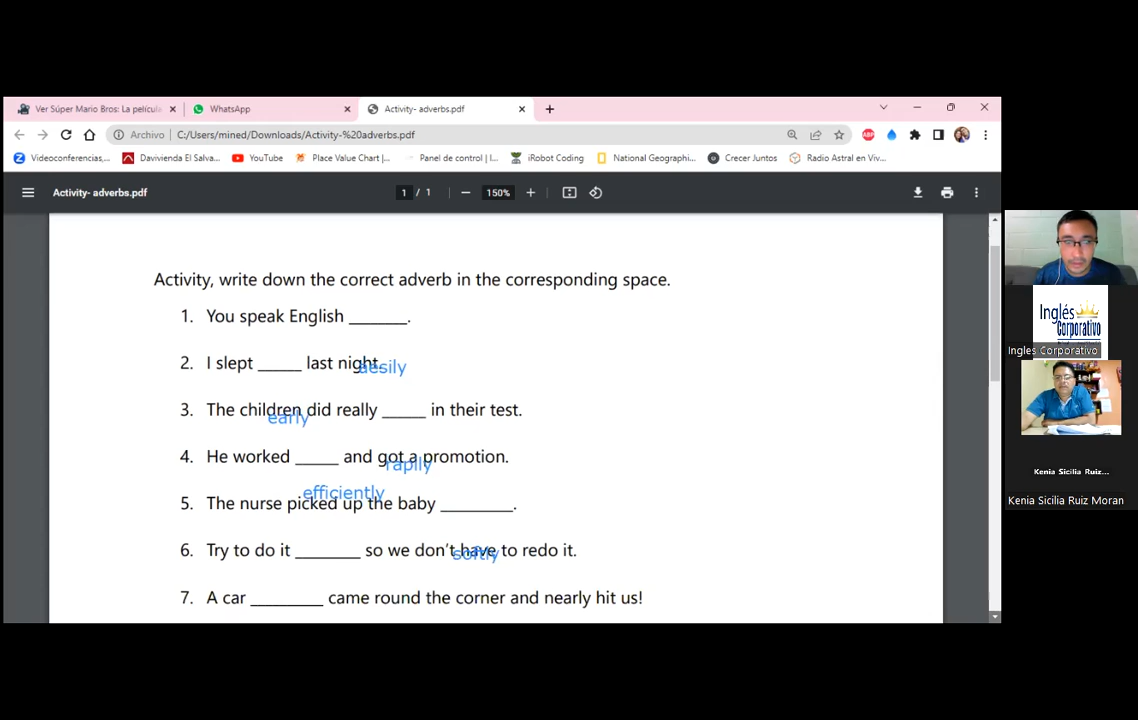 Ver Súper Mario Bros: La película
WhatsApp
Activity- adverbs.pdf
Archivo | C:/Users/mined/Downloads/Activity-%20adverbs.pdf
ABP
Videoconferencias,... Davivienda El Salva... YouTube Place Value Chart |... Panel de control | I... iRobot Coding National Geographi... Crecer Juntos Radio Astral en Viv...
Activity- adverbs.pdf
1 / 1
150%
Activity, write down the correct adverb in the corresponding space.
1. You speak English _______.
2. I slept _____ last night.
aesily
3. The children did really _____ in their test.
early
4. He worked _____ and got a promotion.
raplly
efficiently
5. The nurse picked up the baby _________.
6. Try to do it ________ so we don't have to redo it.
softly
7. A car _________ came round the corner and nearly hit us!
Inglés
Corporativo
Ingles Corporativo
Kenia Sicilia Ruiz...
Kenia Sicilia Ruiz Moran